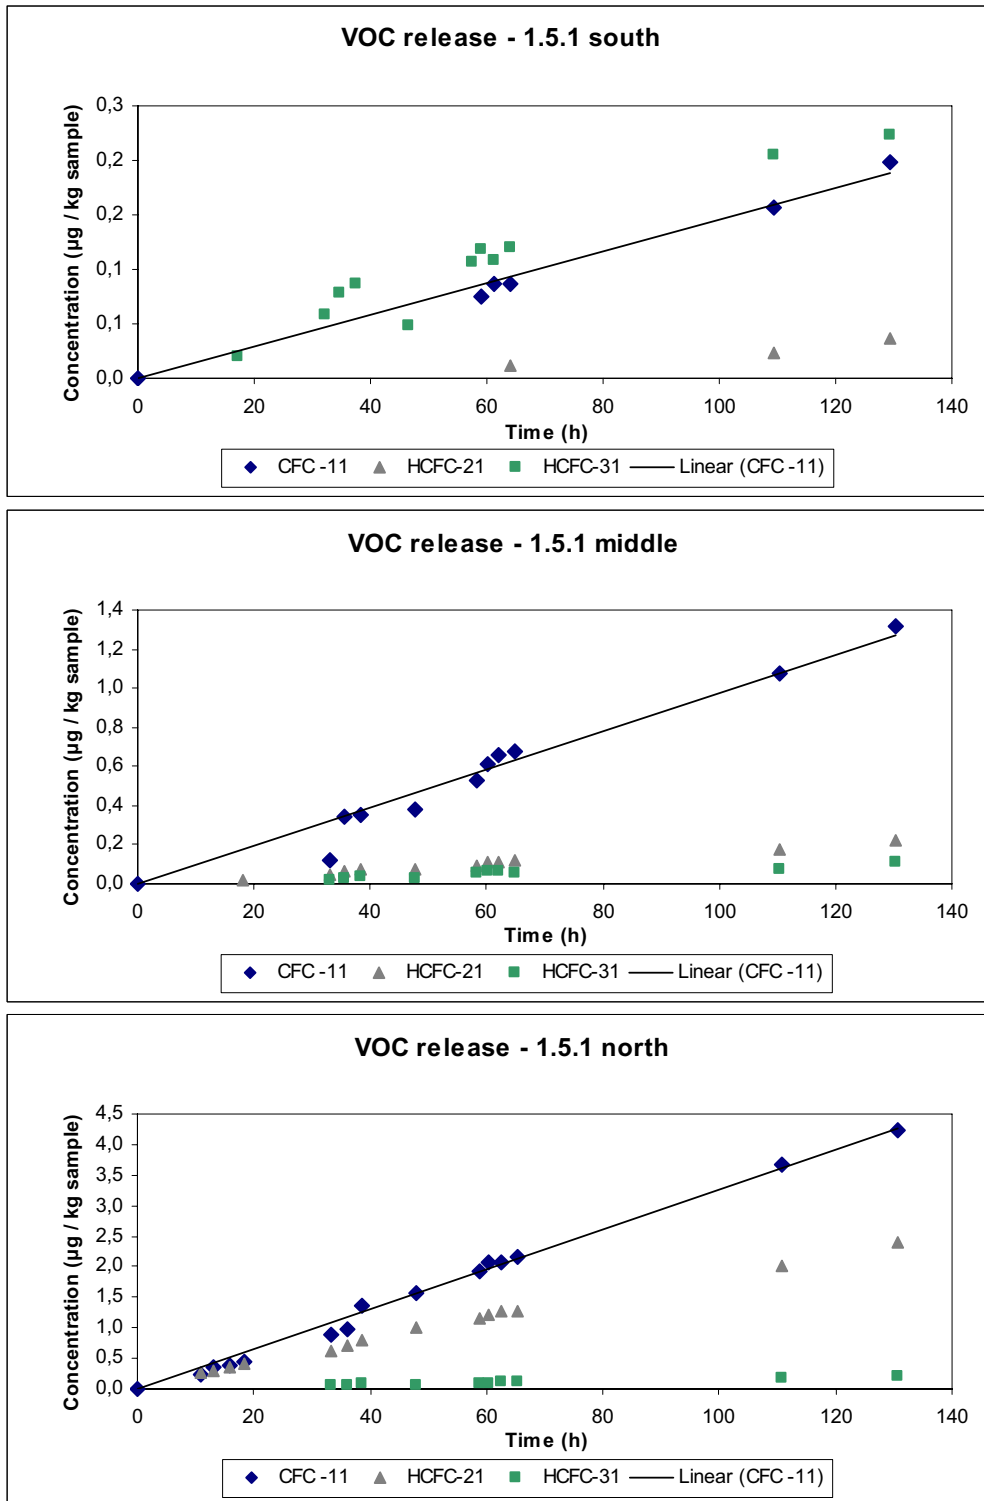 VOC release - 1.5.1 south
Concentration (µg / kg sample)
0,3
0,2
0,2
0,1
0,1
0,0
0 20 40 60 80 100 120 140
Time (h)
CFC -11 HCFC-21 HCFC-31 Linear (CFC -11)
VOC release - 1.5.1 middle
Concentration (µg / kg sample)
1,4
1,2
1,0
0,8
0,6
0,4
0,2
0,0
0 20 40 60 80 100 120 140
Time (h)
CFC -11 HCFC-21 HCFC-31 Linear (CFC -11)
VOC release - 1.5.1 north
Concentration (µg / kg sample)
4,5
4,0
3,5
3,0
2,5
2,0
1,5
1,0
0,5
0,0
0 20 40 60 80 100 120 140
Time (h)
CFC -11 HCFC-21 HCFC-31 Linear (CFC -11)